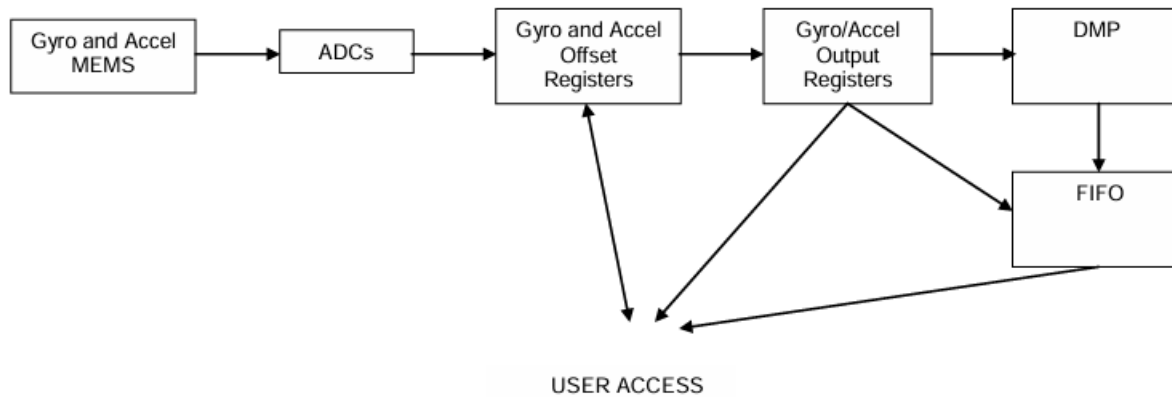 Gyro and Accel
MEMS
ADCs
Gyro and Accel
Offset
Registers
Gyro/Accel
Output
Registers
DMP
FIFO
USER ACCESS